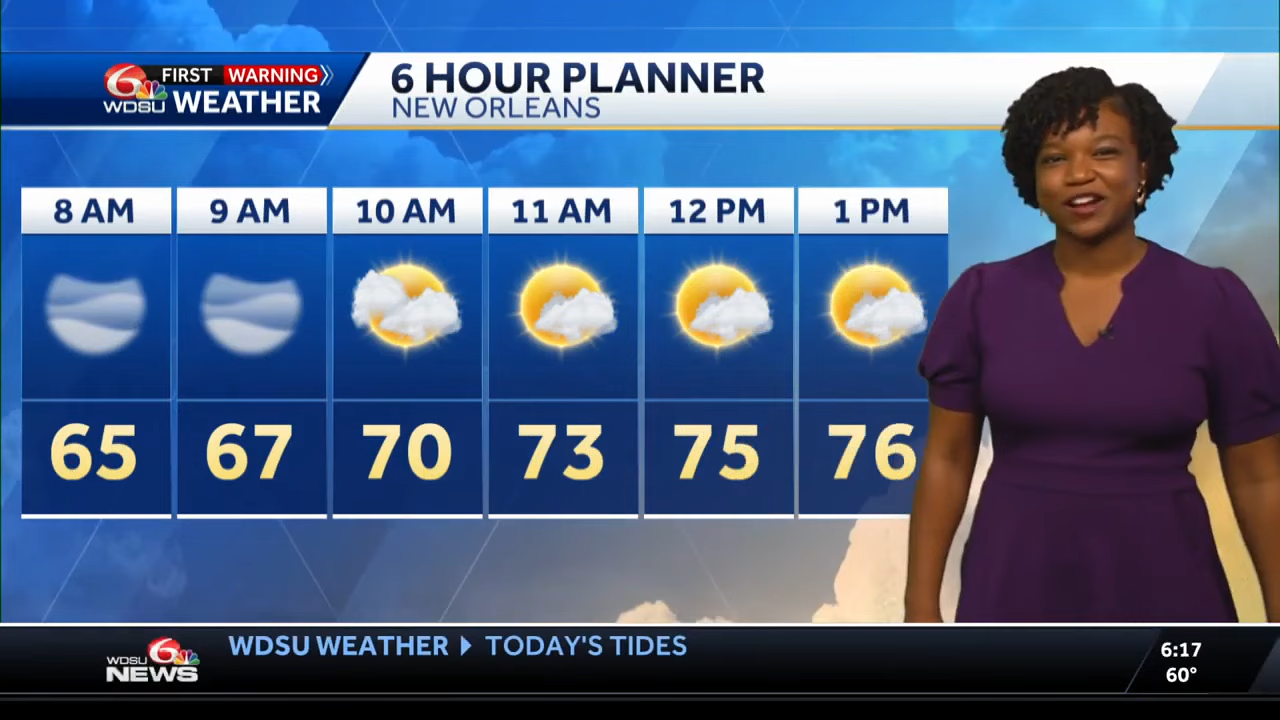 6 FIRST WARNING
WDSU WEATHER
6 HOUR PLANNER
NEW ORLEANS
8 AM 9 AM 10 AM 11 AM 12 PM 1 PM
65 67 70 73 75 76
WDSU 6
NEWS
WDSU WEATHER TODAY'S TIDES
6:17
60°